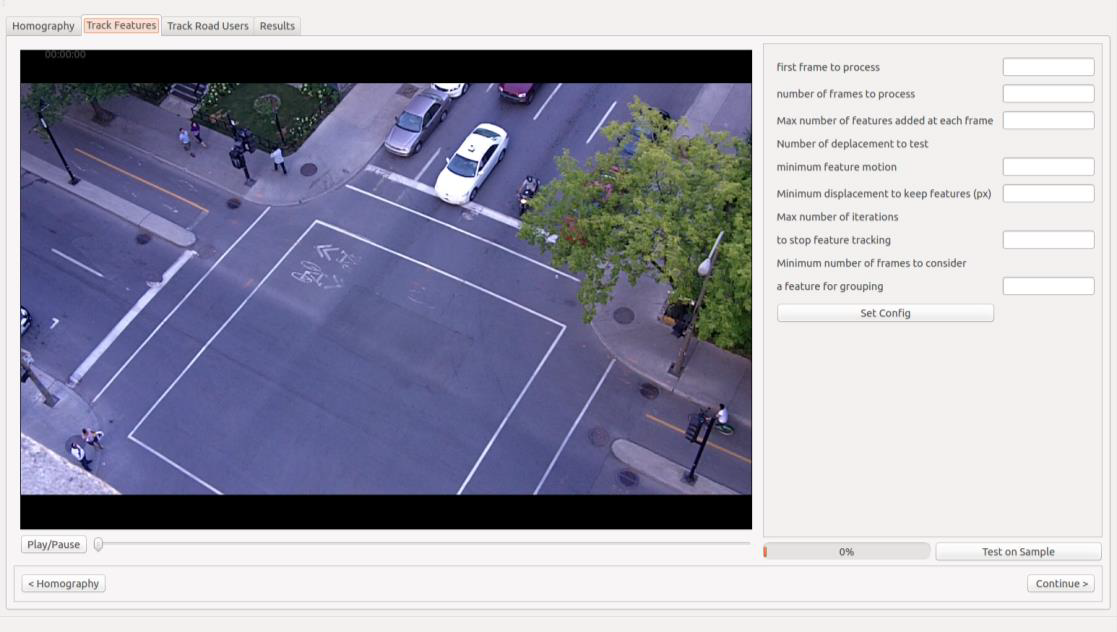 Homography
Track Features
Track Road Users
Results
00:00:00
first frame to process
number of frames to process
Max number of features added at each frame
Number of deplacement to test
minimum feature motion
Minimum displacement to keep features (px)
Max number of iterations
to stop feature tracking
Minimum number of frames to consider
a feature for grouping
Set Config
Play/Pause
0%
Test on Sample
< Homography
Continue >